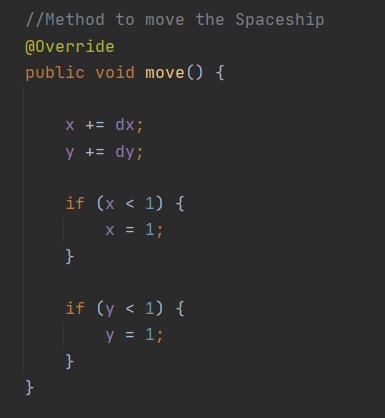 //Method to move the Spaceship
@Override
public void move() {
x += dx;
y += dy;
if (x < 1) {
x = 1;
}
if (y < 1) {
y = 1;
}
}